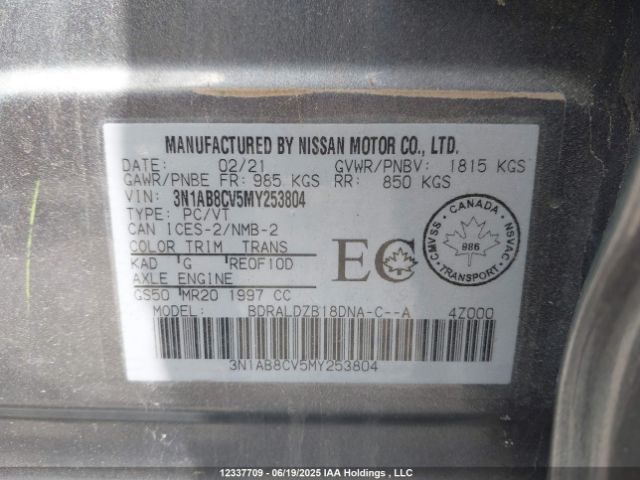 MANUFACTURED BY NISSAN MOTOR CO., LTD.
DATE: 02/21 GVWR/PNBV: 1815 KGS
GAWR/PNBE FR: 985 KGS RR: 850 KGS
VIN: 3N1AB8CV5MY253804
TYPE: PC/VT
CAN ICES-2/NMB-2
COLOR TRIM TRANS
KAD G RE0F10D
AXLE ENGINE
GS50 MR20 1997 CC
MODEL: BDRALDZB18DNA-C--A 4Z000
3N1AB8CV5MY253804
EC
CANADA
CMVSS 986 NSVAC
TRANSPORT
12337709 - 06/19/2025 IAA Holdings , LLC